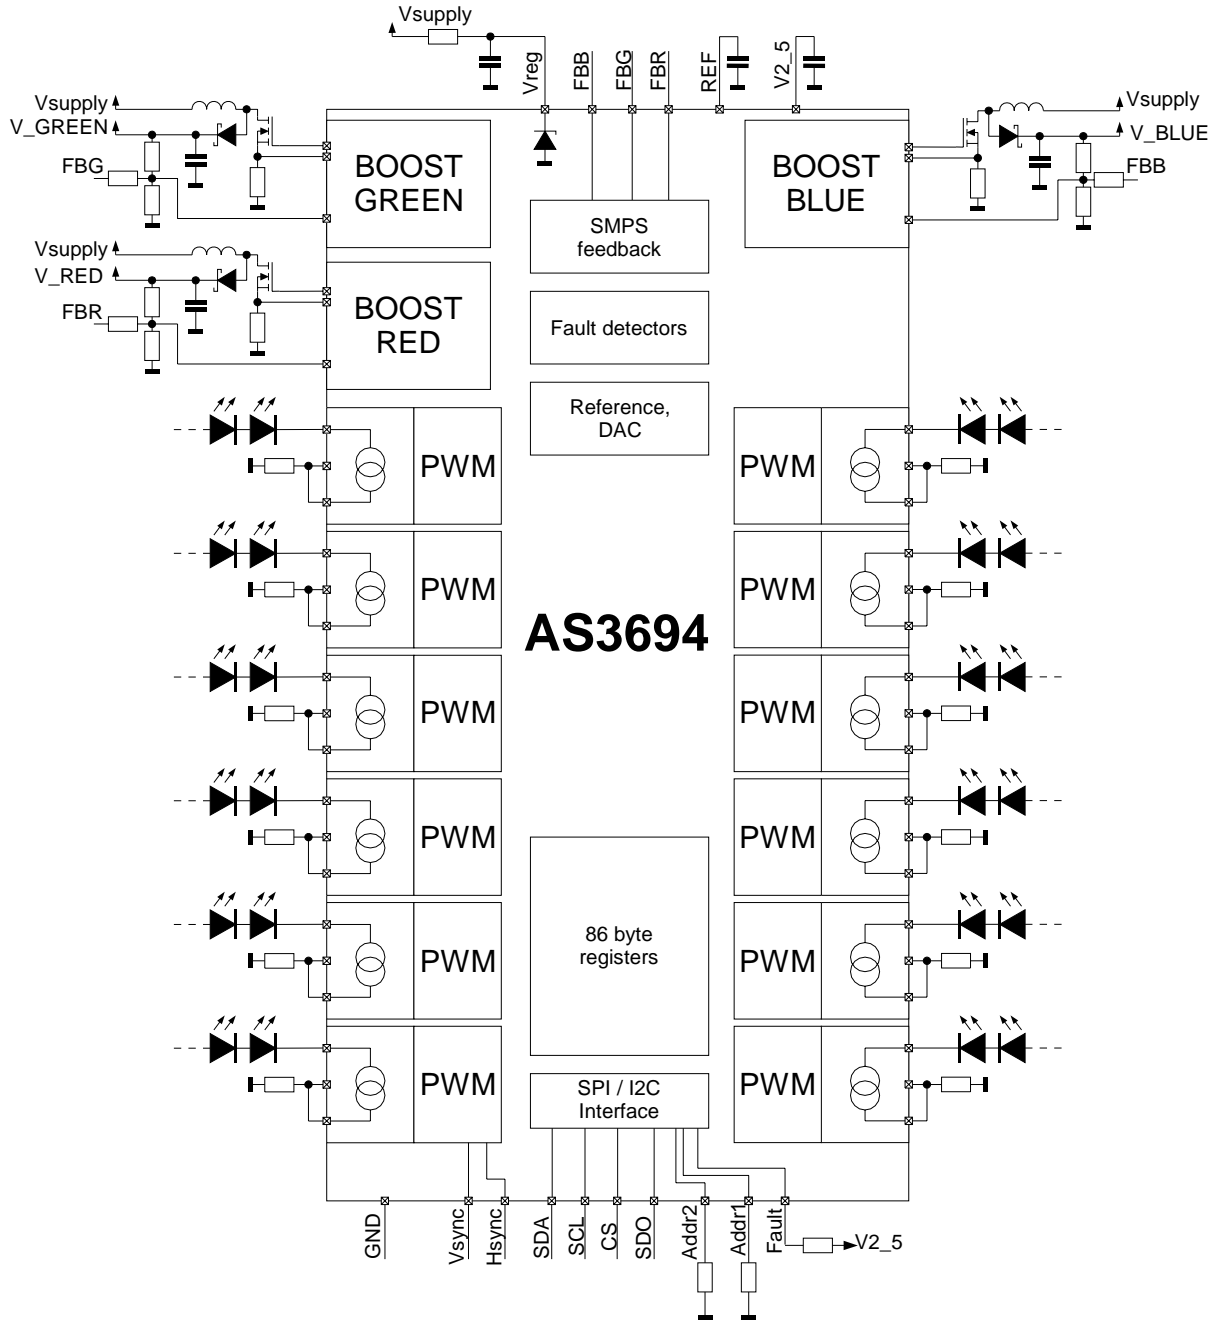 Vsupply
Vreg
FBB
FBG
FBR
REF
V2_5
Vsupply
V_GREEN
FBG
BOOST
GREEN
SMPS
feedback
BOOST
BLUE
Vsupply
V_BLUE
FBB
Vsupply
V_RED
FBR
BOOST
RED
Fault detectors
Reference,
DAC
PWM
PWM
PWM
PWM
AS3694
PWM
PWM
PWM
PWM
86 byte
registers
PWM
PWM
PWM
PWM
SPI / I2C
Interface
GND
Vsync
Hsync
SDA
SCL
CS
SDO
Addr2
Addr1
Fault
V2_5